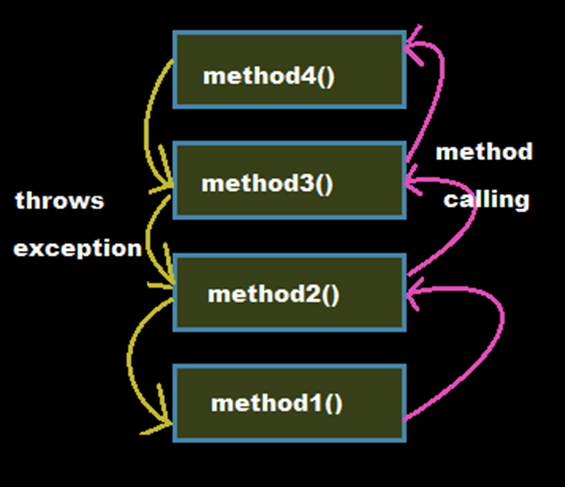 method4()
method3()
method
calling
throws
exception
method2()
method1()